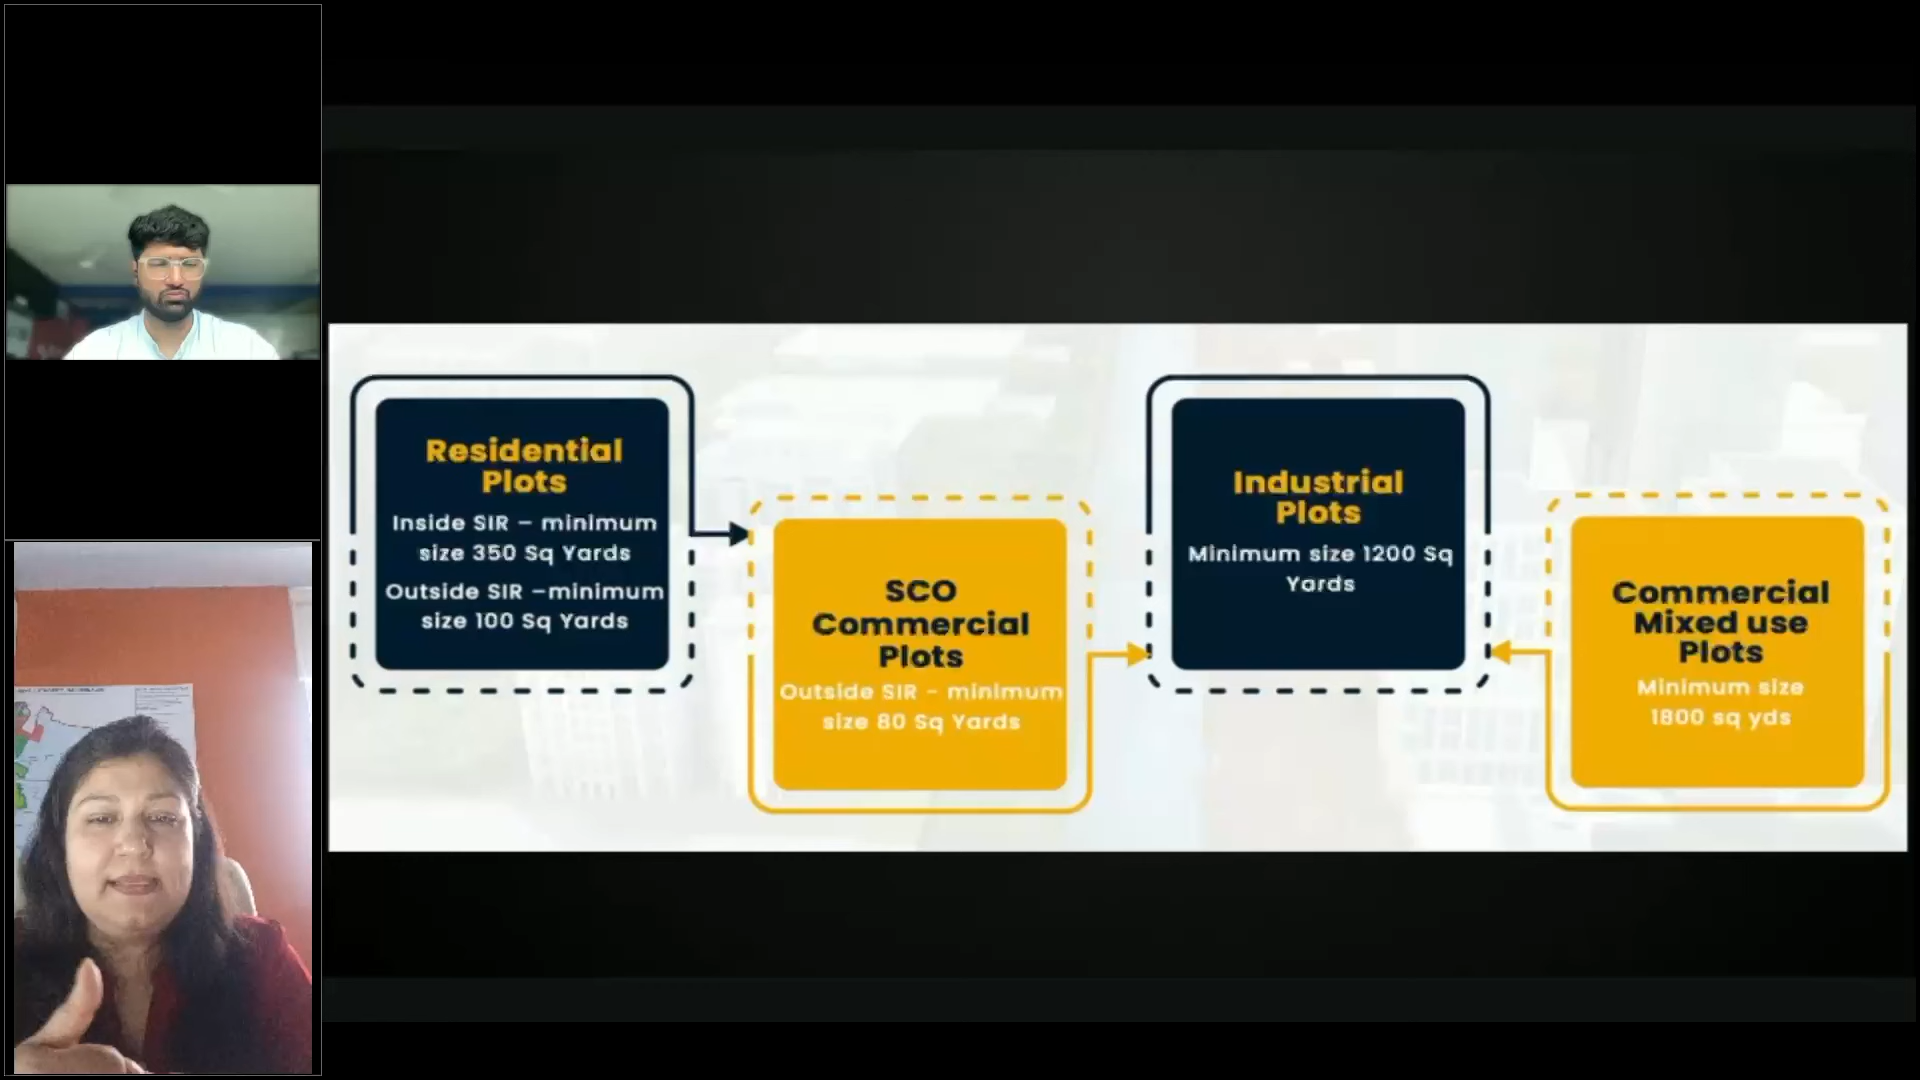 Residential
Plots
Inside SIR – minimum
size 350 Sq Yards
Outside SIR –minimum
size 100 Sq Yards
SCO
Commercial
Plots
Outside SIR - minimum
size 80 Sq Yards
Industrial
Plots
Minimum size 1200 Sq
Yards
Commercial
Mixed use
Plots
Minimum size
1800 sq yds